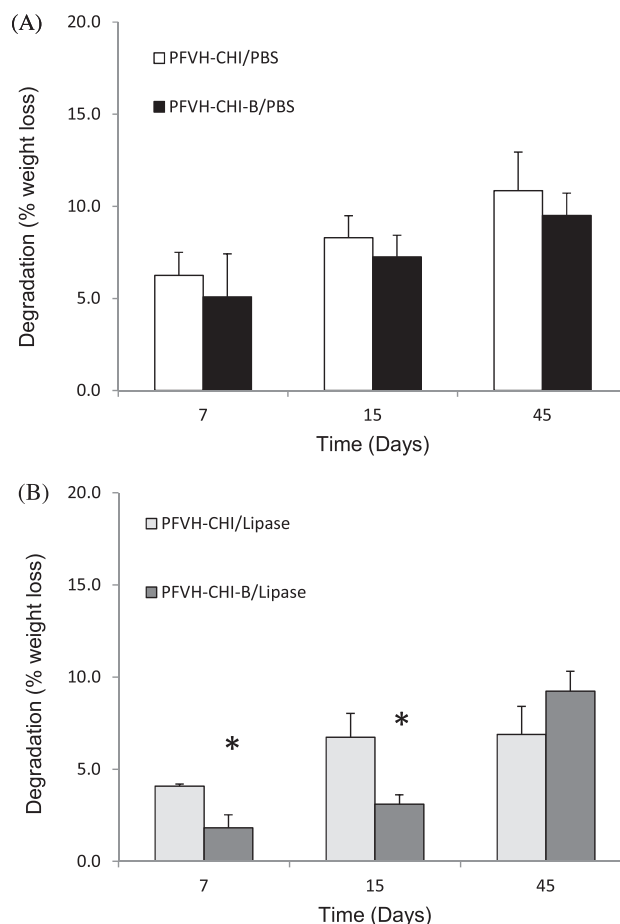 (A)
20.0
15.0
10.0
5.0
0.0
Degradation (% weight loss)
PFVH-CHI/PBS
PFVH-CHI-B/PBS
7 15 45
Time (Days)
(B)
20.0
15.0
10.0
5.0
0.0
Degradation (% weight loss)
PFVH-CHI/Lipase
PFVH-CHI-B/Lipase
* *
7 15 45
Time (Days)